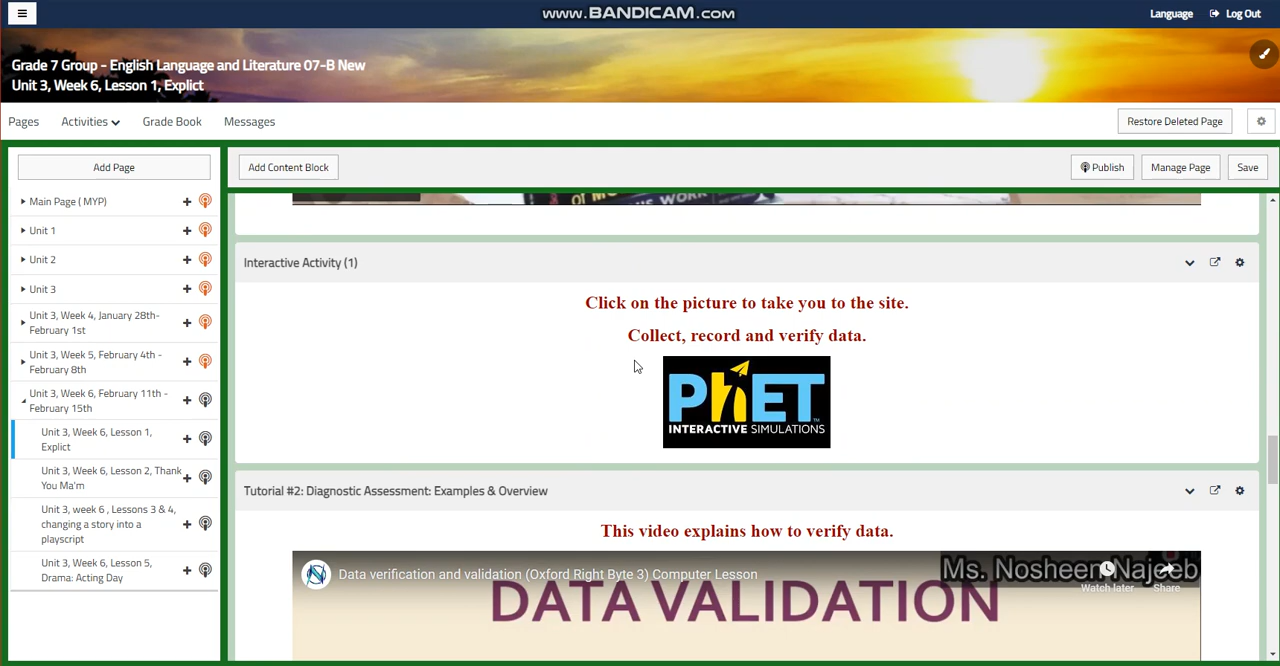 www.BANDICAM.com
Language
Log Out
Grade 7 Group - English Language and Literature 07-B New
Unit 3, Week 6, Lesson 1, Explict
Pages
Activities
Grade Book
Messages
Restore Deleted Page
Add Page
Add Content Block
Publish
Manage Page
Save
Main Page ( MYP)
Unit 1
Unit 2
Unit 3
Unit 3, Week 4, January 28th-
February 1st
Unit 3, Week 5, February 4th -
February 8th
Unit 3, Week 6, February 11th -
February 15th
Unit 3, Week 6, Lesson 1,
Explict
Unit 3, Week 6, Lesson 2, Thank
You Ma'm
Unit 3, week 6 , Lessons 3 & 4,
changing a story into a
playscript
Unit 3, Week 6, Lesson 5,
Drama: Acting Day
Interactive Activity (1)
Click on the picture to take you to the site.
Collect, record and verify data.
PhET
INTERACTIVE SIMULATIONS
Tutorial #2: Diagnostic Assessment: Examples & Overview
This video explains how to verify data.
Data verification and validation (Oxford Right Byte 3) Computer Lesson
Ms. Nosheen Najeeb
Watch later
Share
DATA VALIDATION